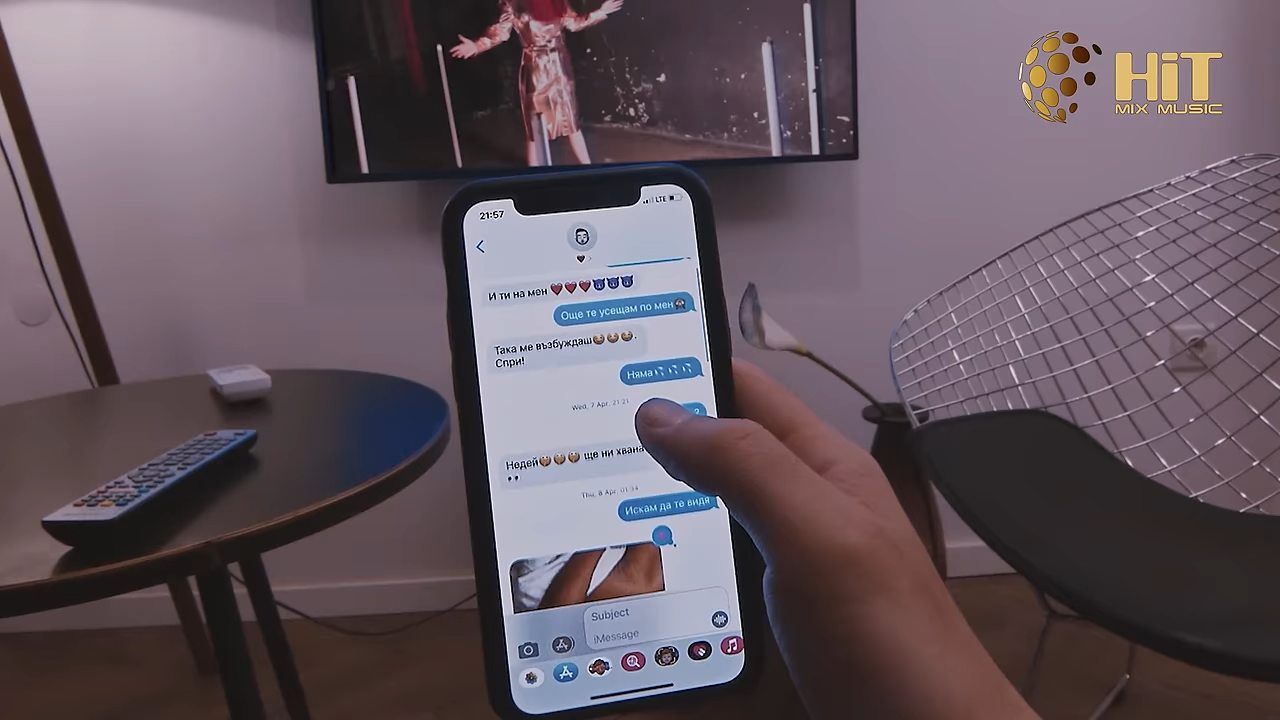 HiT
MIX MUSIC
21:57
LTE
И ти на мен ❤️❤️❤️😈😈😈
Още те усещам по мен
Така ме възбуждаш
Спри!
Няма
Wed, 7 Apr, 21:21
?
Недей ще ни хвана
Thu, 8 Apr, 01:34
Искам да те видя
Subject
iMessage